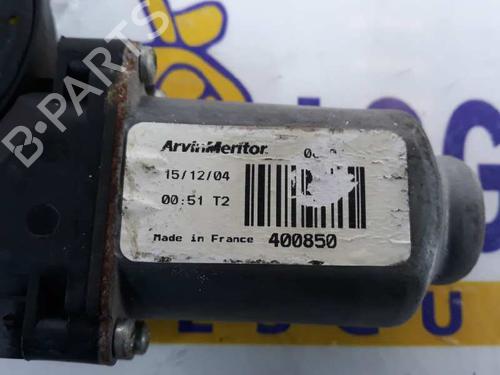 B-PARTS
ArvinMeritor
15/12/04
00:51 T2
Made in France 400850